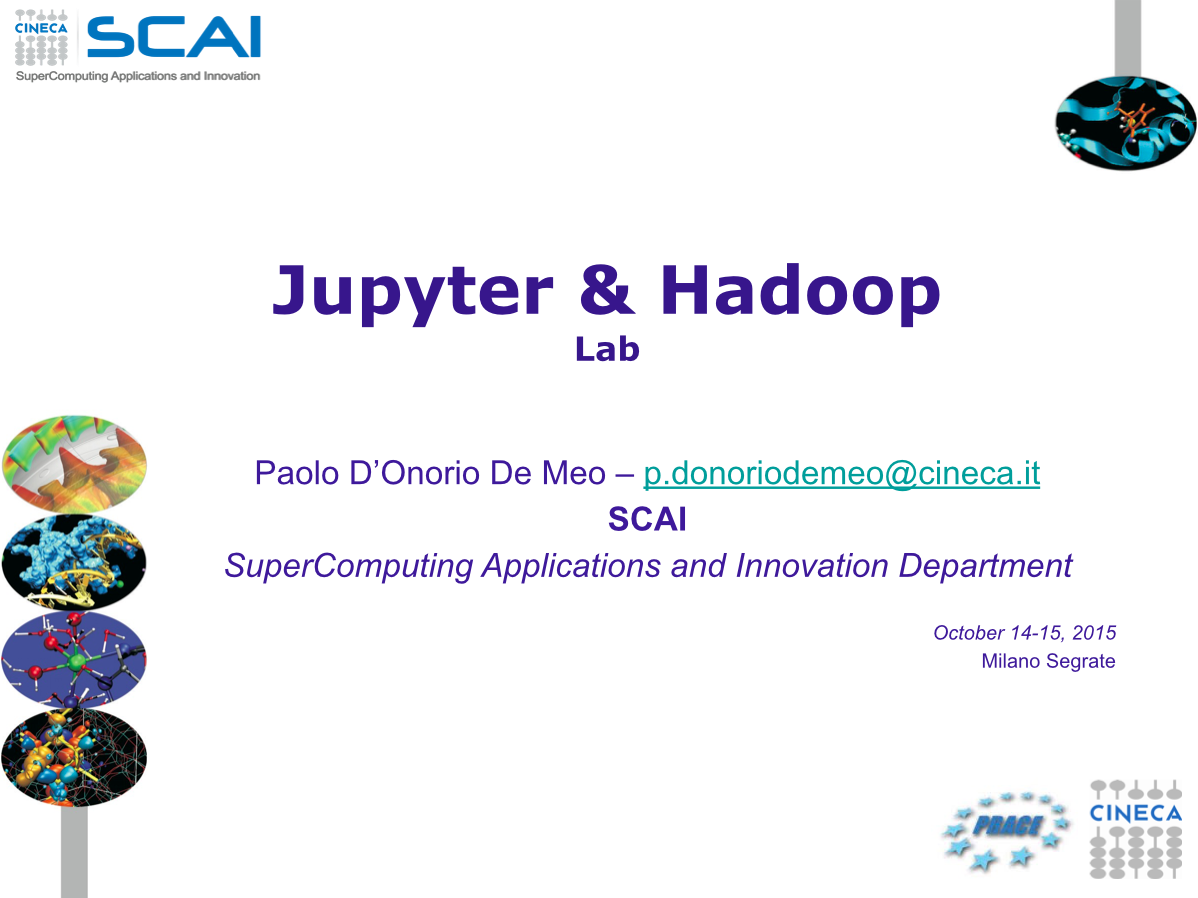 CINECA
SCAI
SuperComputing Applications and Innovation
Jupyter & Hadoop
Lab
Paolo D’Onorio De Meo – p.donoriodemeo@cineca.it
SCAI
SuperComputing Applications and Innovation Department
October 14-15, 2015
Milano Segrate
PRACE
CINECA